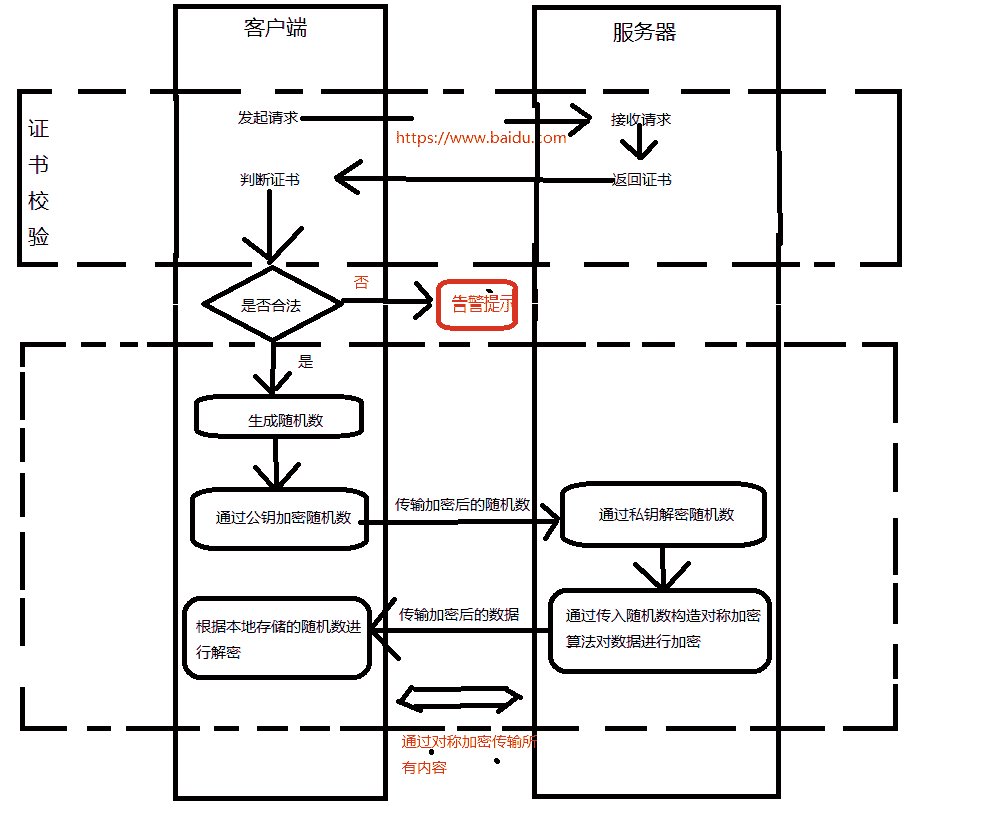 客户端
服务器
证
书
校
验
发起请求
https://www.baidu.com
接收请求
判断证书
返回证书
是否合法
否
告警提示
是
生成随机数
通过公钥加密随机数
传输加密后的随机数
通过私钥解密随机数
根据本地存储的随机数进
行解密
传输加密后的数据
通过传入随机数构造对称加密
算法对数据进行加密
通过对称加密传输所
有内容